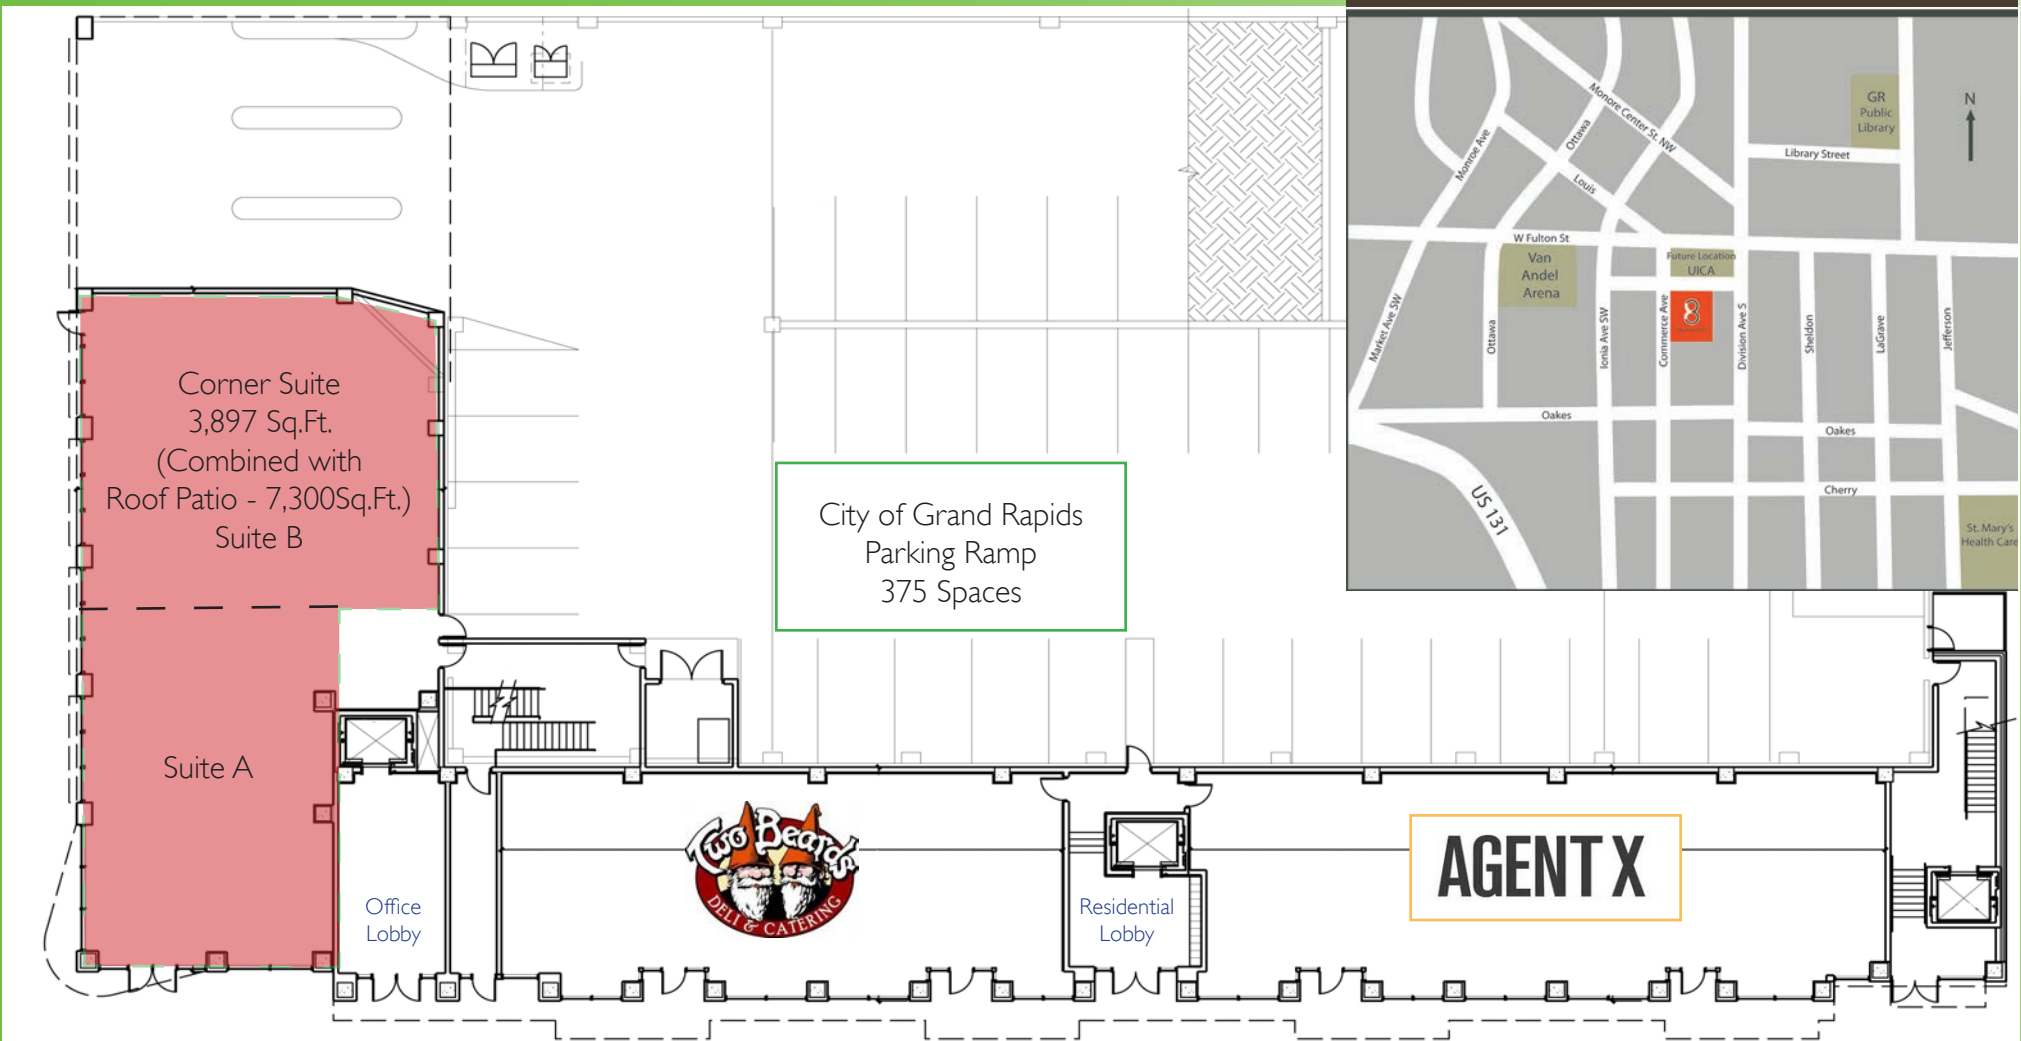 Corner Suite
3,897 Sq.Ft.
(Combined with
Roof Patio - 7,300Sq.Ft.)
Suite B
Suite A
City of Grand Rapids
Parking Ramp
375 Spaces
Office
Lobby
Two Beards
DELI & CATERING
Residential
Lobby
AGENT X
Monroe Ave
Ottawa
Monore Center St. NW
Louis
GR
Public
Library
N
Library Street
W Fulton St
Van
Andel
Arena
Future Location
UICA
8
Market Ave SW
Ottawa
Ionia Ave SW
Commerce Ave
Division Ave S
Sheldon
LaGrave
Jefferson
Oakes
Oakes
Cherry
US 131
St. Mary's
Health Care